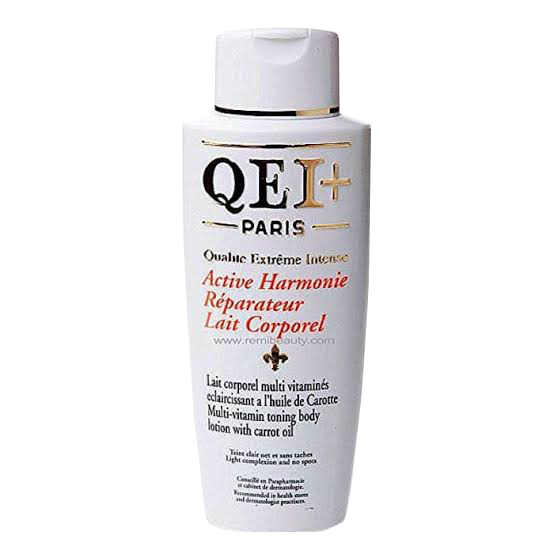 QEI+
PARIS
Qualite Extrême Intense
Active Harmonie
Réparateur
Lait Corporel
www.remibeauty.com
Lait corporel multi vitaminés
eclaircissant a l'huile de Carotte
Multi-vitamin toning body
lotion with carrot oil
Teint clair net et sans taches
Light complexion and no spots
Conseillé en Parapharmacie
et cabinet de dermatologie.
Recommended in health stores
and dermatologist practices.